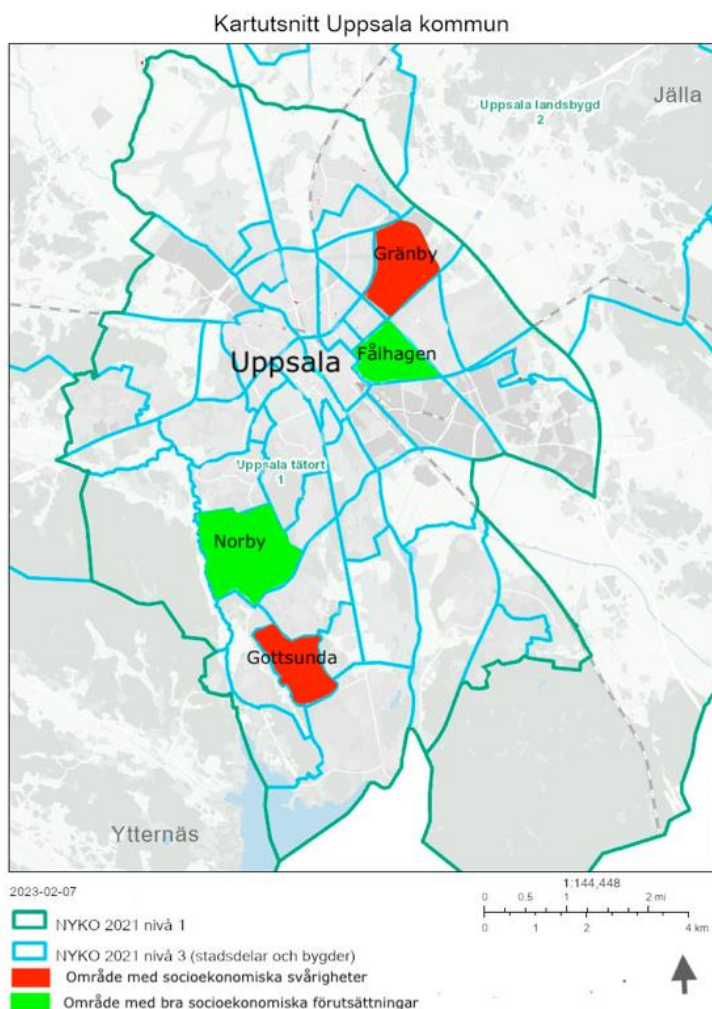 Kartutsnitt Uppsala kommun
Jälla
Uppsala landsbygd
2
Gränby
Fålhagen
Uppsala
Uppsala tätort
1
Norby
Gottsunda
Ytternäs
2023-02-07
1:144,448
0 0.5 1 2 mi
0 1 2 4 km
NYKO 2021 nivå 1
NYKO 2021 nivå 3 (stadsdelar och bygder)
Område med socioekonomiska svårigheter
Område med bra socioekonomiska förutsättningar